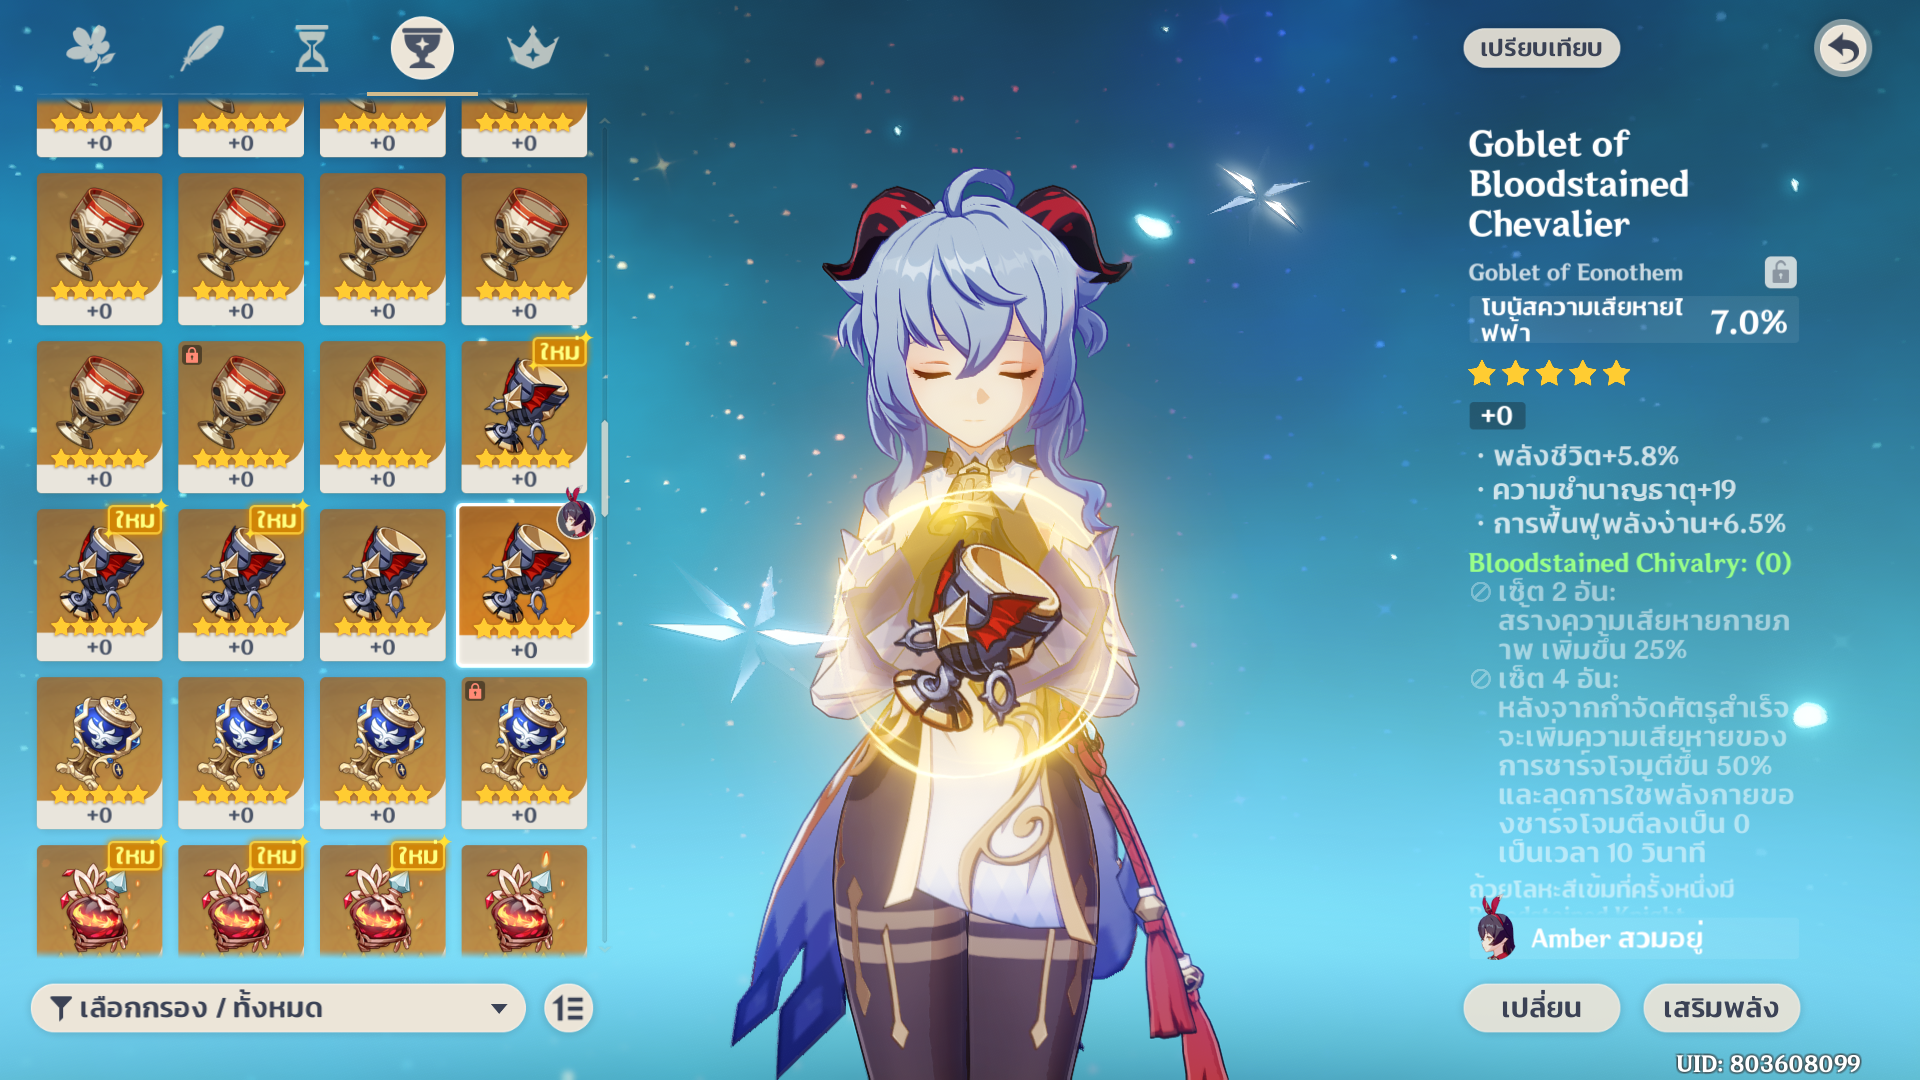 เปรียบเทียบ
+0
+0
+0
+0
+0
+0
+0
+0
ใหม่
+0
+0
+0
+0
ใหม่
ใหม่
+0
+0
+0
+0
+0
+0
+0
+0
ใหม่
ใหม่
ใหม่
เลือกกรอง / ทั้งหมด
Goblet of
Bloodstained
Chevalier
Goblet of Eonothem
โบนัสความเสียหายไ
ฟฟ้า
7.0%
+0
· พลังชีวิต+5.8%
· ความชำนาญธาตุ+19
· การฟื้นฟูพลังงาน+6.5%
Bloodstained Chivalry: (0)
เซ็ต 2 อัน:
สร้างความเสียหายกายภ
าพ เพิ่มขึ้น 25%
เซ็ต 4 อัน:
หลังจากกำจัดศัตรูสำเร็จ
จะเพิ่มความเสียหายของ
การชาร์จโจมตีขึ้น 50%
และลดการใช้พลังกายขอ
งชาร์จโจมตีลงเป็น 0
เป็นเวลา 10 วินาที
ถ้วยโลหะสีเข้มที่ครั้งหนึ่งมี
Amber สวมอยู่
เปลี่ยน
เสริมพลัง
UID: 803608099